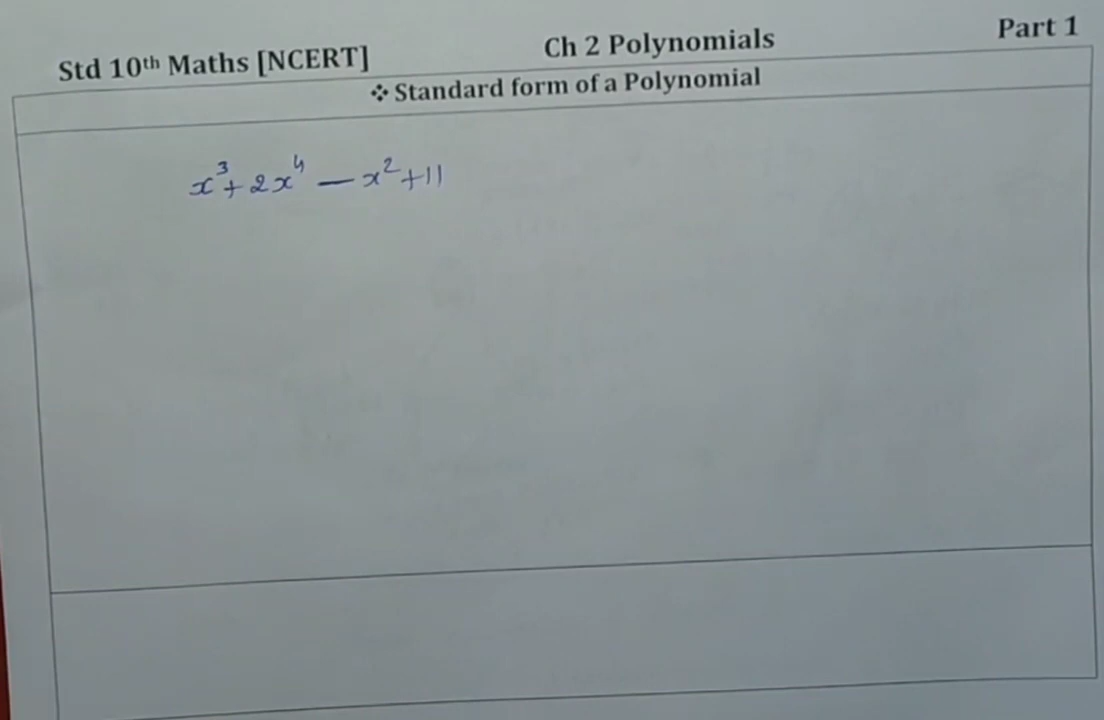 Std 10th Maths [NCERT] Ch 2 Polynomials Part 1
❖ Standard form of a Polynomial
x³ + 2x⁴ — x² + 11